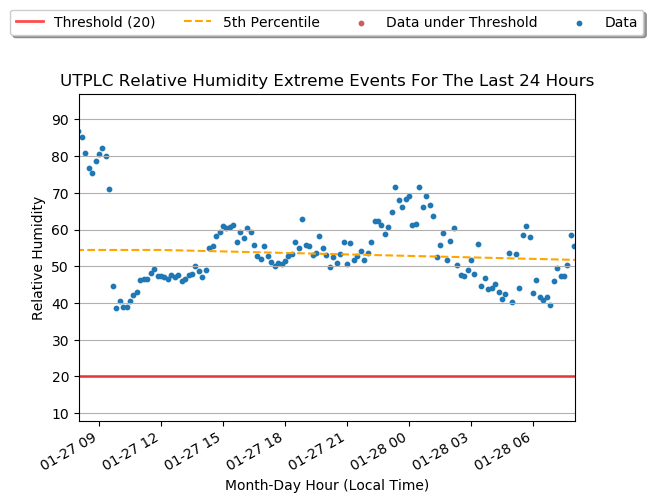 Threshold (20) 5th Percentile Data under Threshold Data
UTPLC Relative Humidity Extreme Events For The Last 24 Hours
90
80
70
60
50
40
30
20
10
Relative Humidity
01-27 09 01-27 12 01-27 15 01-27 18 01-27 21 01-28 00 01-28 03 01-28 06
Month-Day Hour (Local Time)